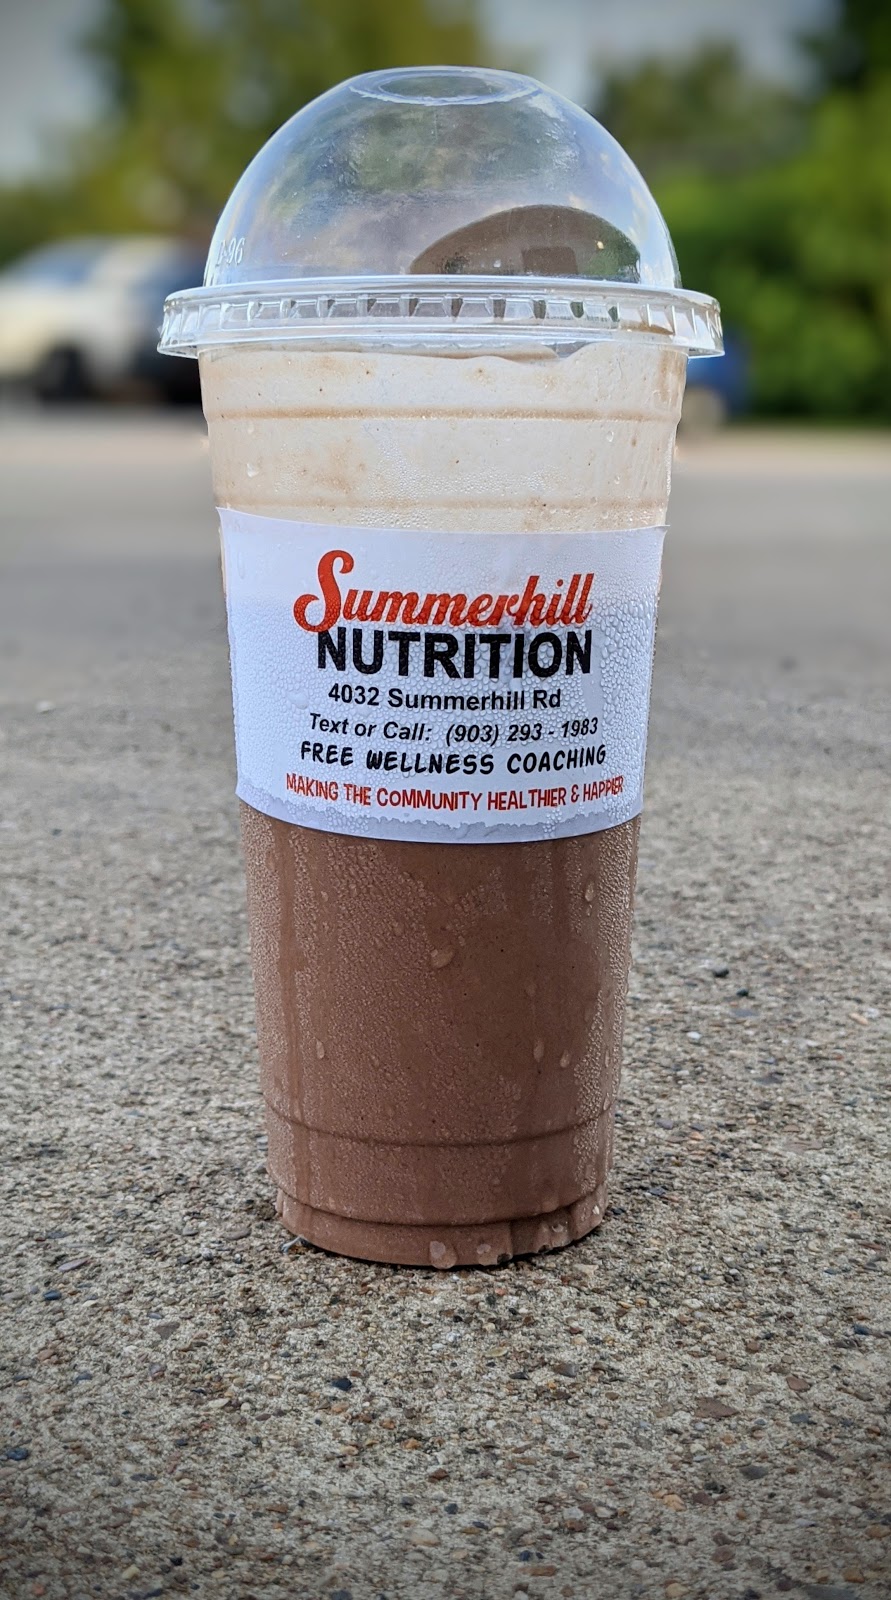 Summerhill
NUTRITION
4032 Summerhill Rd
Text or Call: (903) 293 - 1983
FREE WELLNESS COACHING
MAKING THE COMMUNITY HEALTHIER & HAPPIER